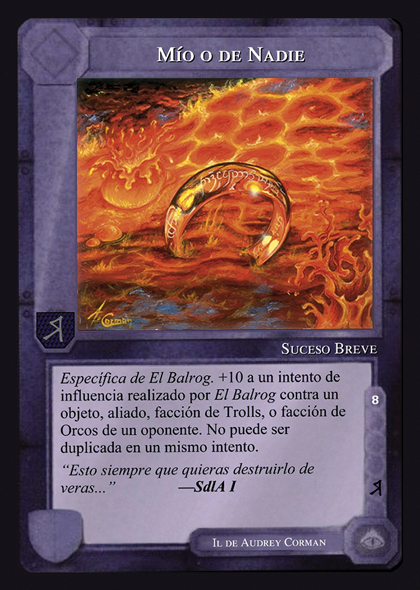 Mío o de Nadie
A. Corman
Suceso Breve
Específica de El Balrog. +10 a un intento de
influencia realizado por El Balrog contra un
objeto, aliado, facción de Trolls, o facción de
Orcos de un oponente. No puede ser
duplicada en un mismo intento.
8
“Esto siempre que quieras destruirlo de
veras...” —SdlA I
Il de Audrey Corman